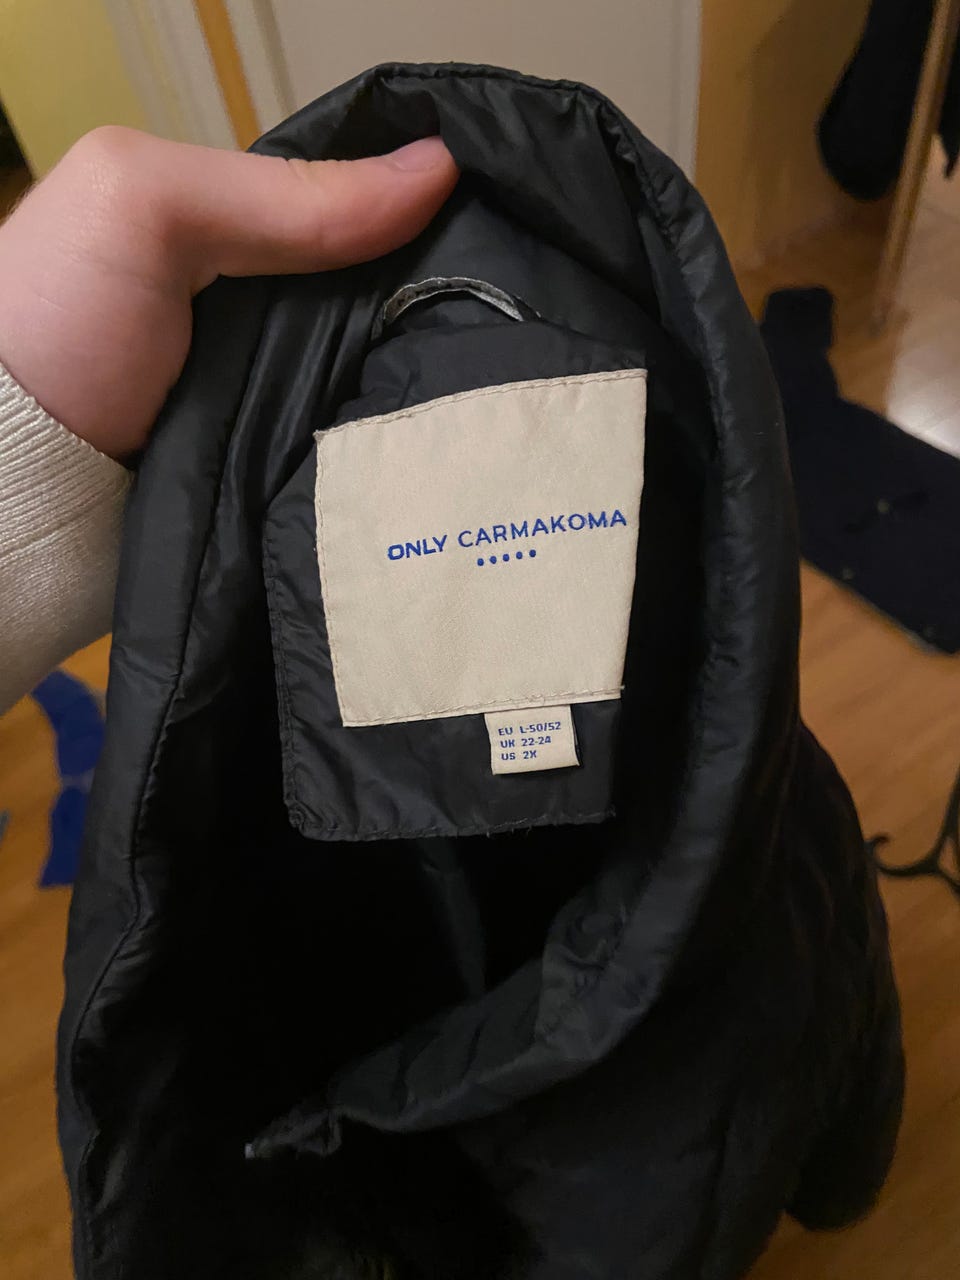 ONLY CARMAKOMA
EU L-50/52
UK 22-24
US 2X